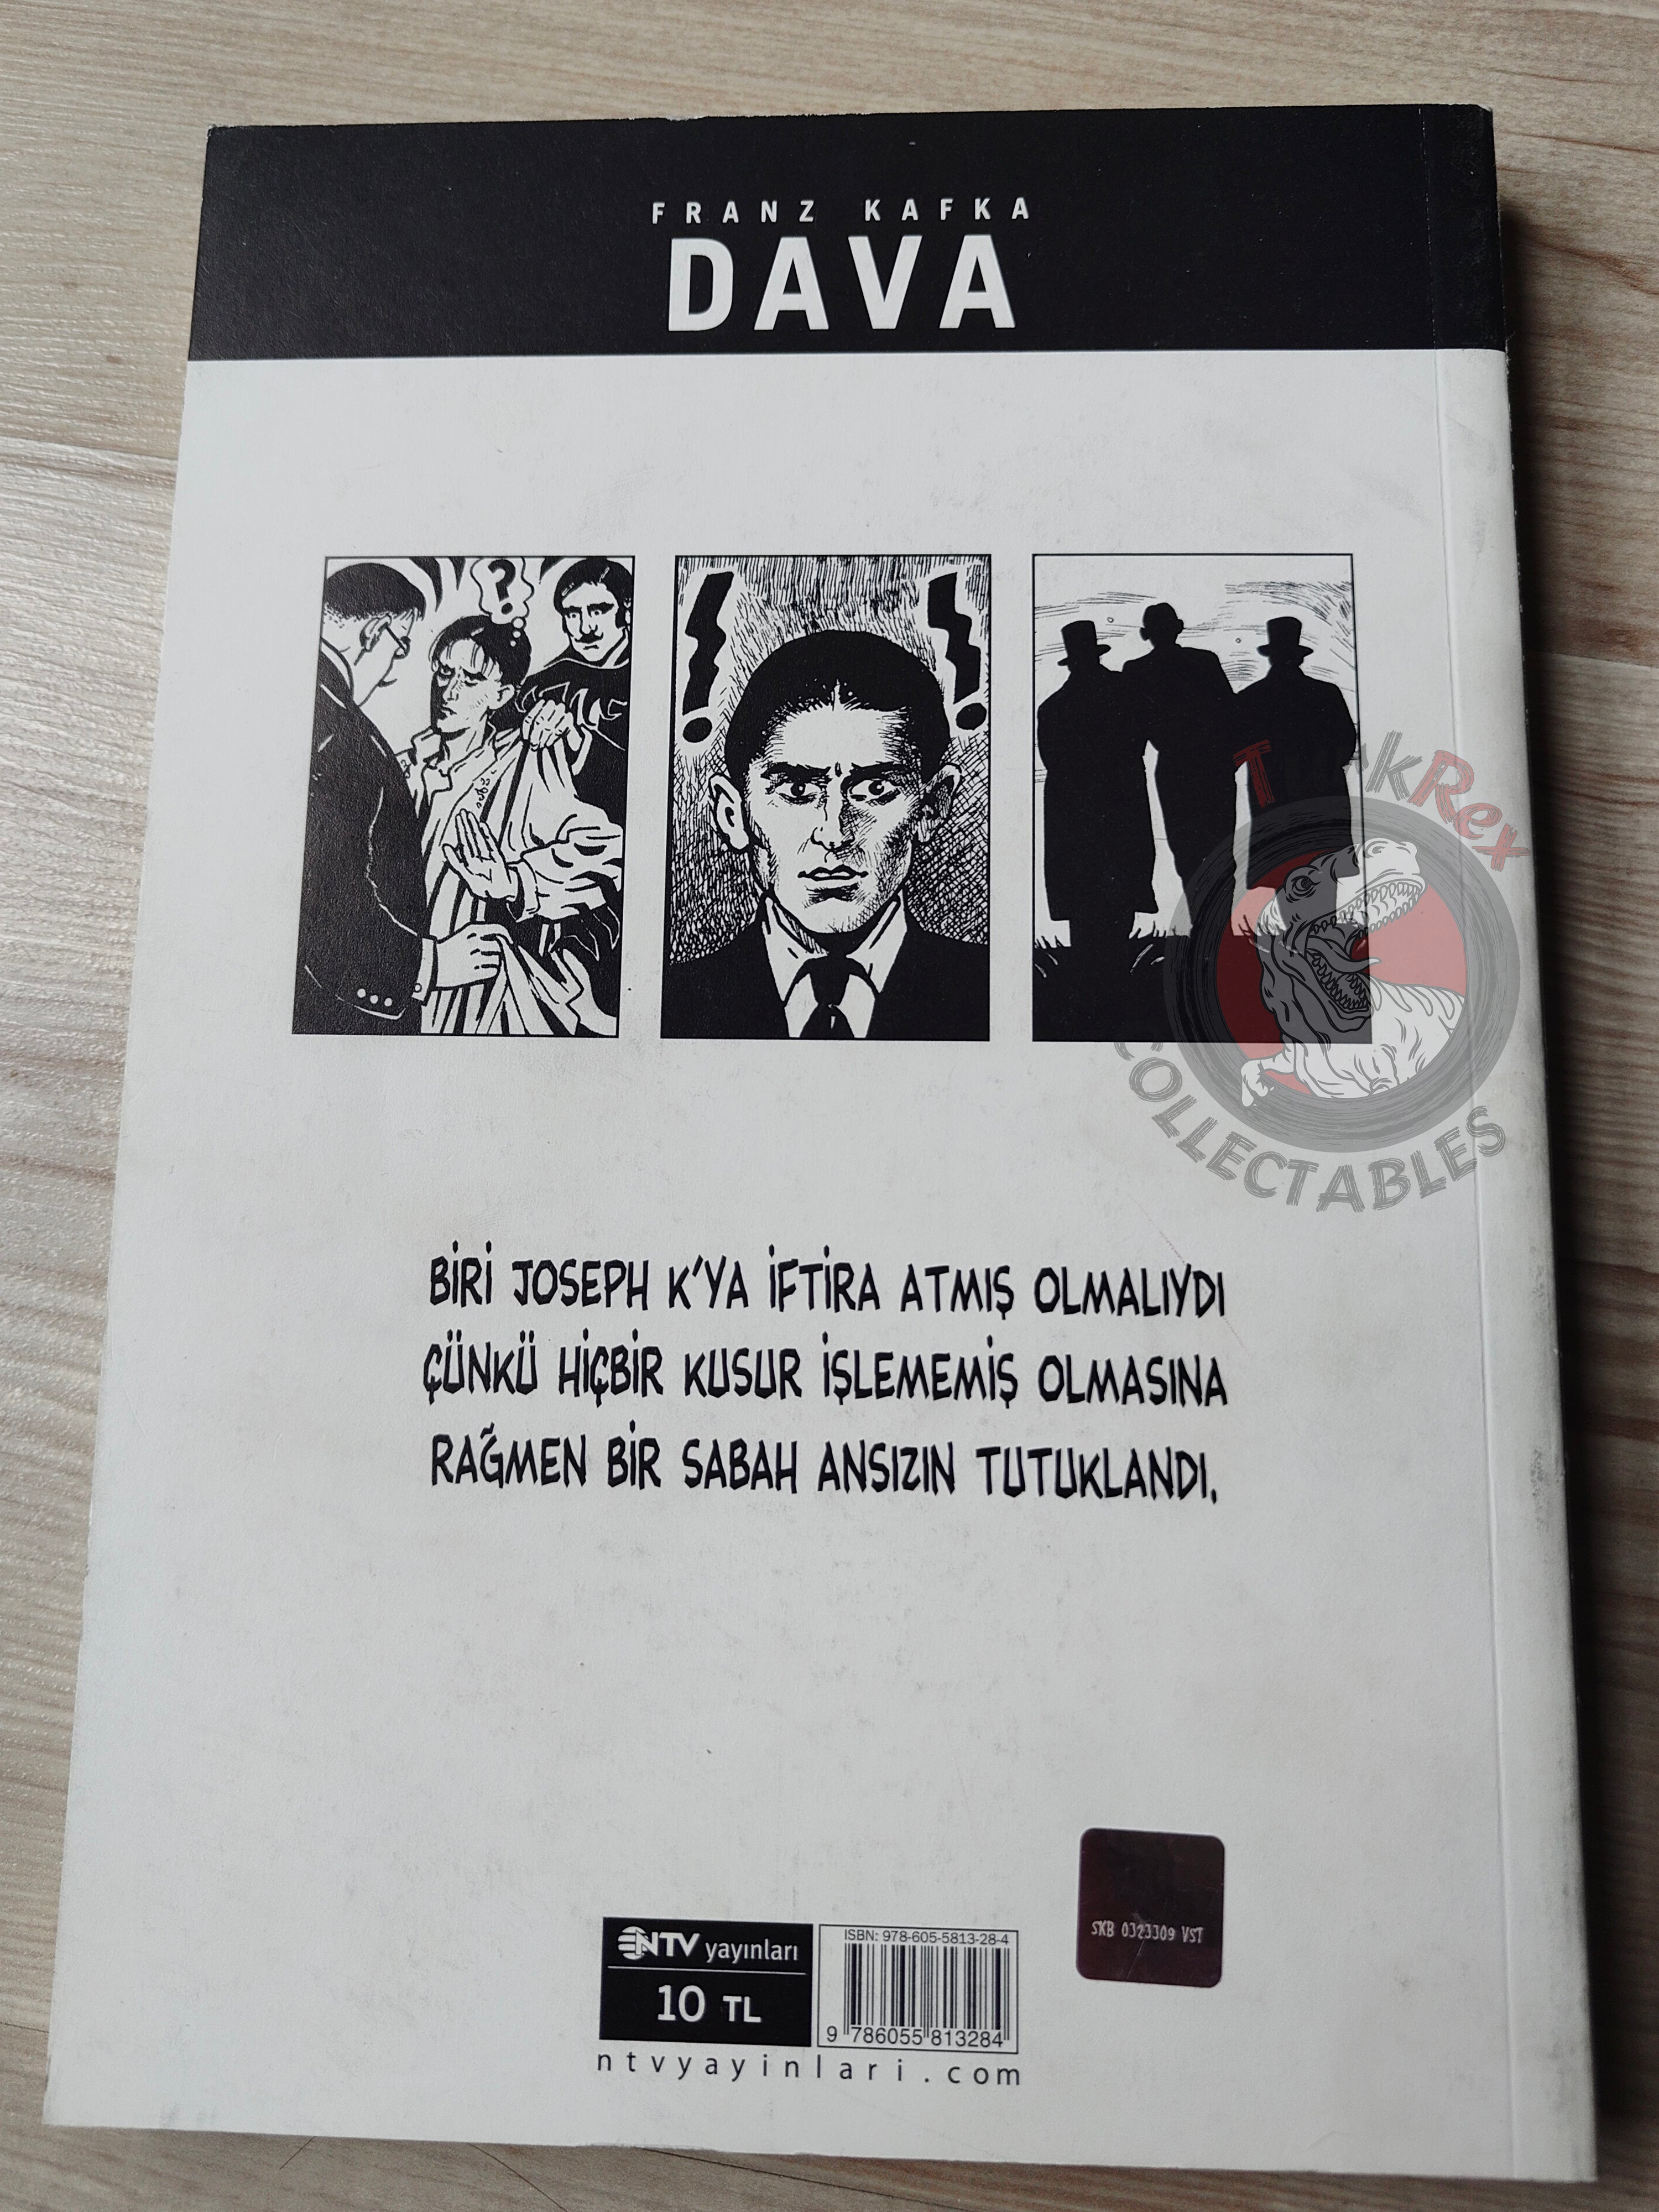 FRANZ KAFKA
DAVA
?
! !
TurkRex
COLLECTABLES
BİRİ JOSEPH K'YA İFTİRA ATMIŞ OLMALIYDI
ÇÜNKÜ HİÇBİR KUSUR İŞLEMEMİŞ OLMASINA
RAĞMEN BİR SABAH ANSIZIN TUTUKLANDI.
NTV yayınları
10 TL
ISBN: 978-605-5813-28-4
9 786055 813284
SKB 0323309 VST
ntvyayinlari.com